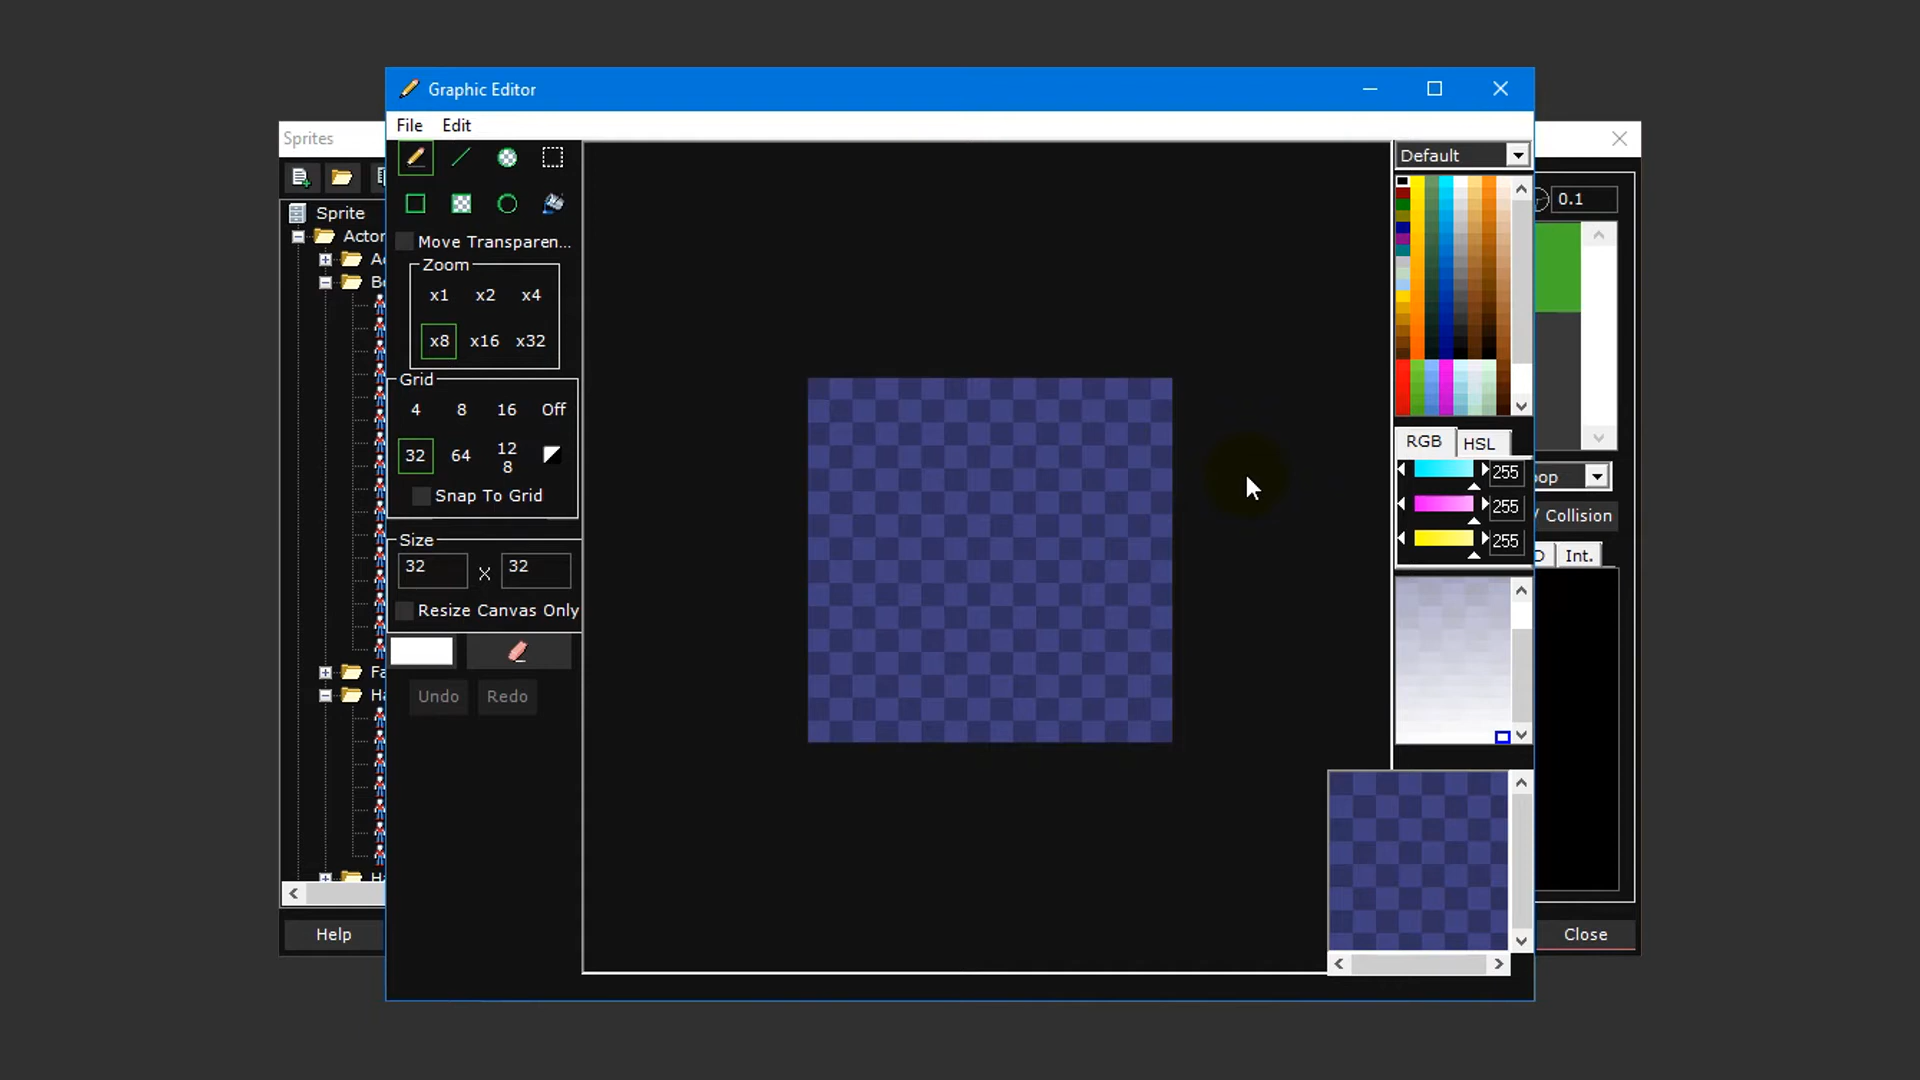 Graphic Editor
File Edit
Sprites
Sprite
Actor
Move Transparen...
Zoom
x1 x2 x4
x8 x16 x32
Grid
4 8 16 Off
32 64 12
8
Snap To Grid
Size
32 X 32
Resize Canvas Only
Undo Redo
Help
Default
0.1
RGB HSL
255
255
255
Collision
Int.
Close